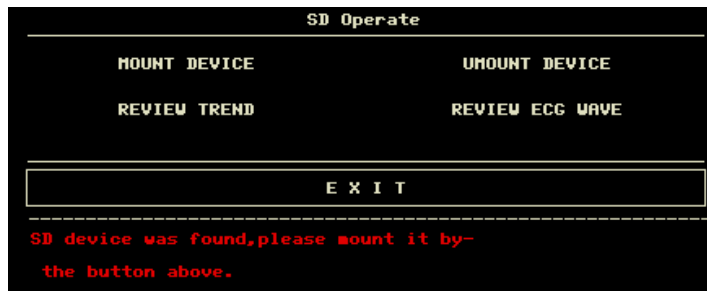 SD Operate
MOUNT DEVICE UMOUNT DEVICE
REVIEW TREND REVIEW ECG WAVE
E X I T
SD device was found,please mount it by-
the button above.